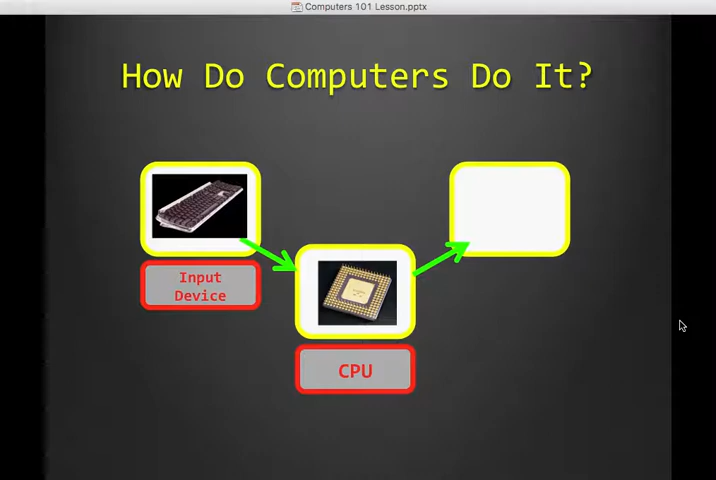 Computers 101 Lesson.pptx
How Do Computers Do It?
Input
Device
CPU